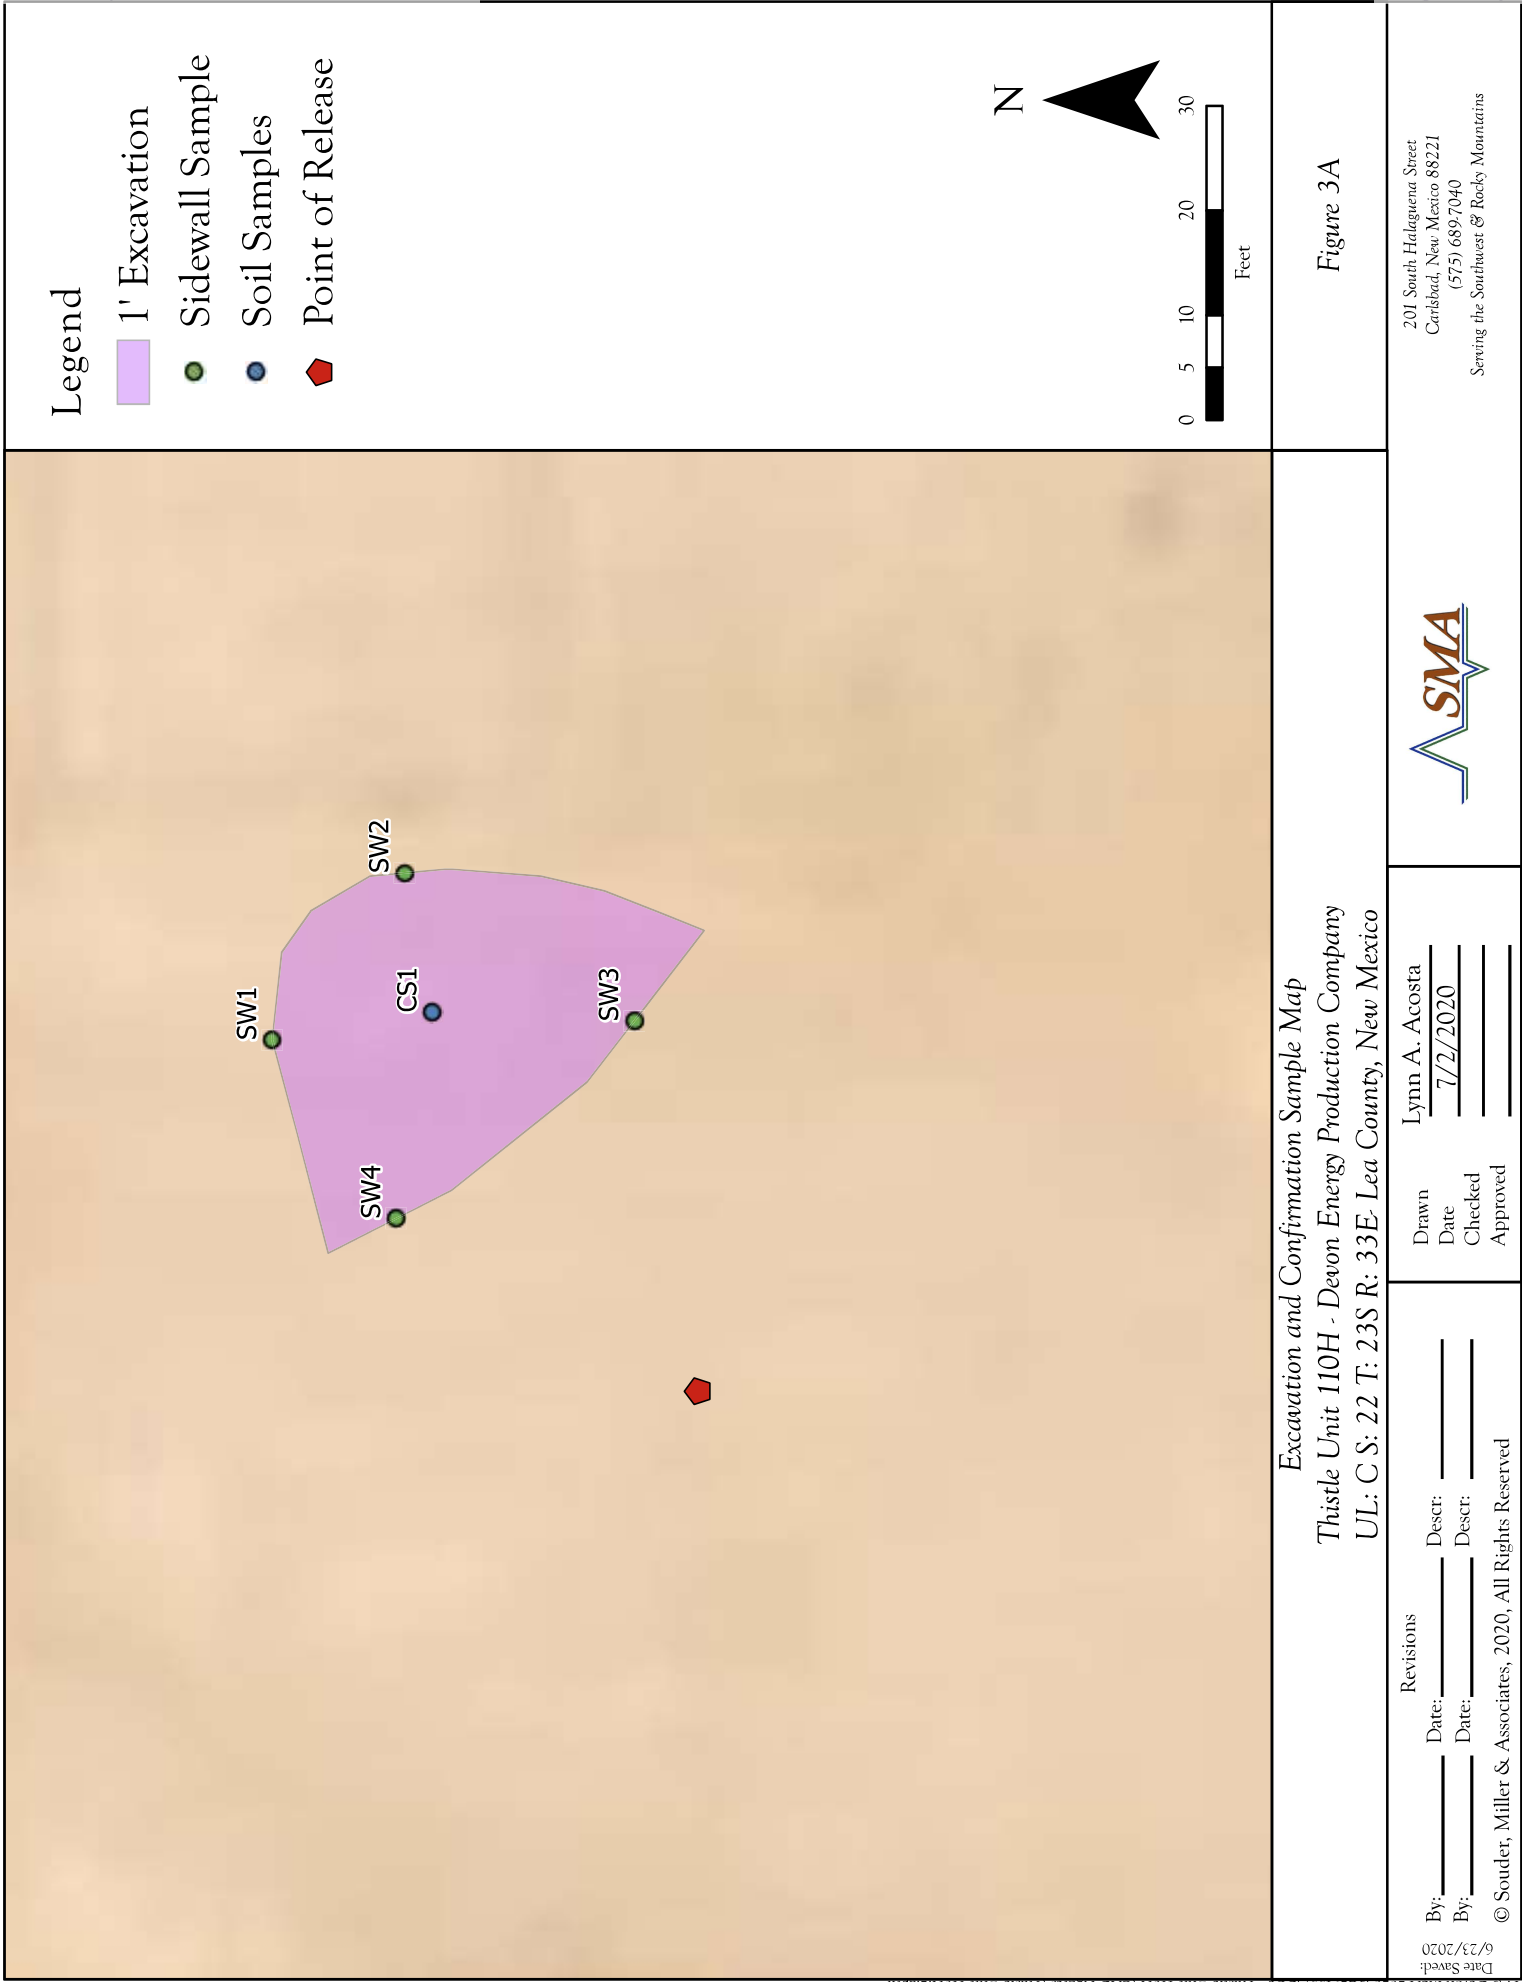 Legend
1' Excavation
Sidewall Sample
Soil Samples
Point of Release
SW1
SW2
CS1
SW3
SW4
N
0 5 10 20 30
Feet
Excavation and Confirmation Sample Map
Thistle Unit 110H - Devon Energy Production Company
UL: C S: 22 T: 23S R: 33E- Lea County, New Mexico
Figure 3A
Date Saved:
6/23/2020
Revisions
By: Date: Descr:
By: Date: Descr:
© Souder, Miller & Associates, 2020, All Rights Reserved
Drawn Lynn A. Acosta
Date 7/2/2020
Checked
Approved
SMA
201 South Halaguena Street
Carlsbad, New Mexico 88221
(575) 689-7040
Serving the Southwest & Rocky Mountains